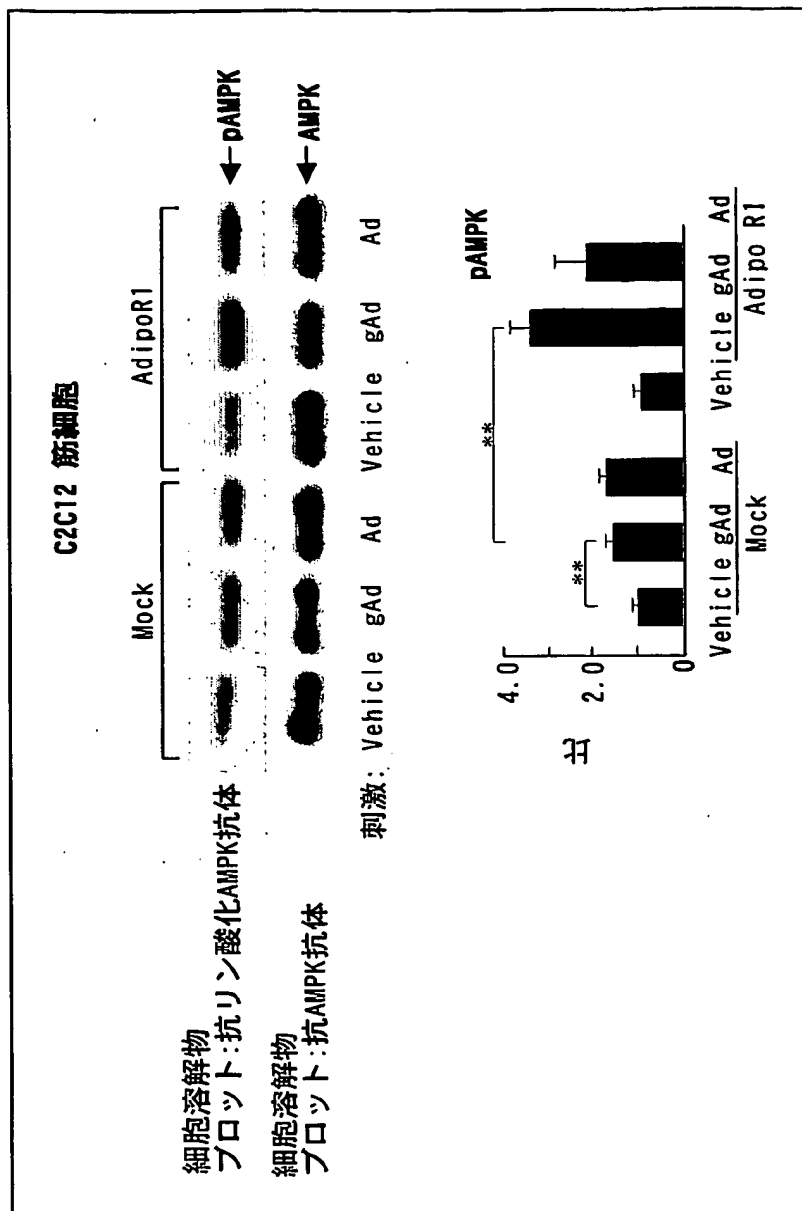 C2C12 筋細胞
Mock
AdipoR1
細胞溶解物
ブロット:抗リン酸化AMPK抗体
←pAMPK
細胞溶解物
ブロット:抗AMPK抗体
←AMPK
刺激: Vehicle gAd Ad Vehicle gAd Ad
pAMPK
**
**
比
4.0
2.0
0
Vehicle gAd Ad Vehicle gAd Ad
Mock Adipo R1